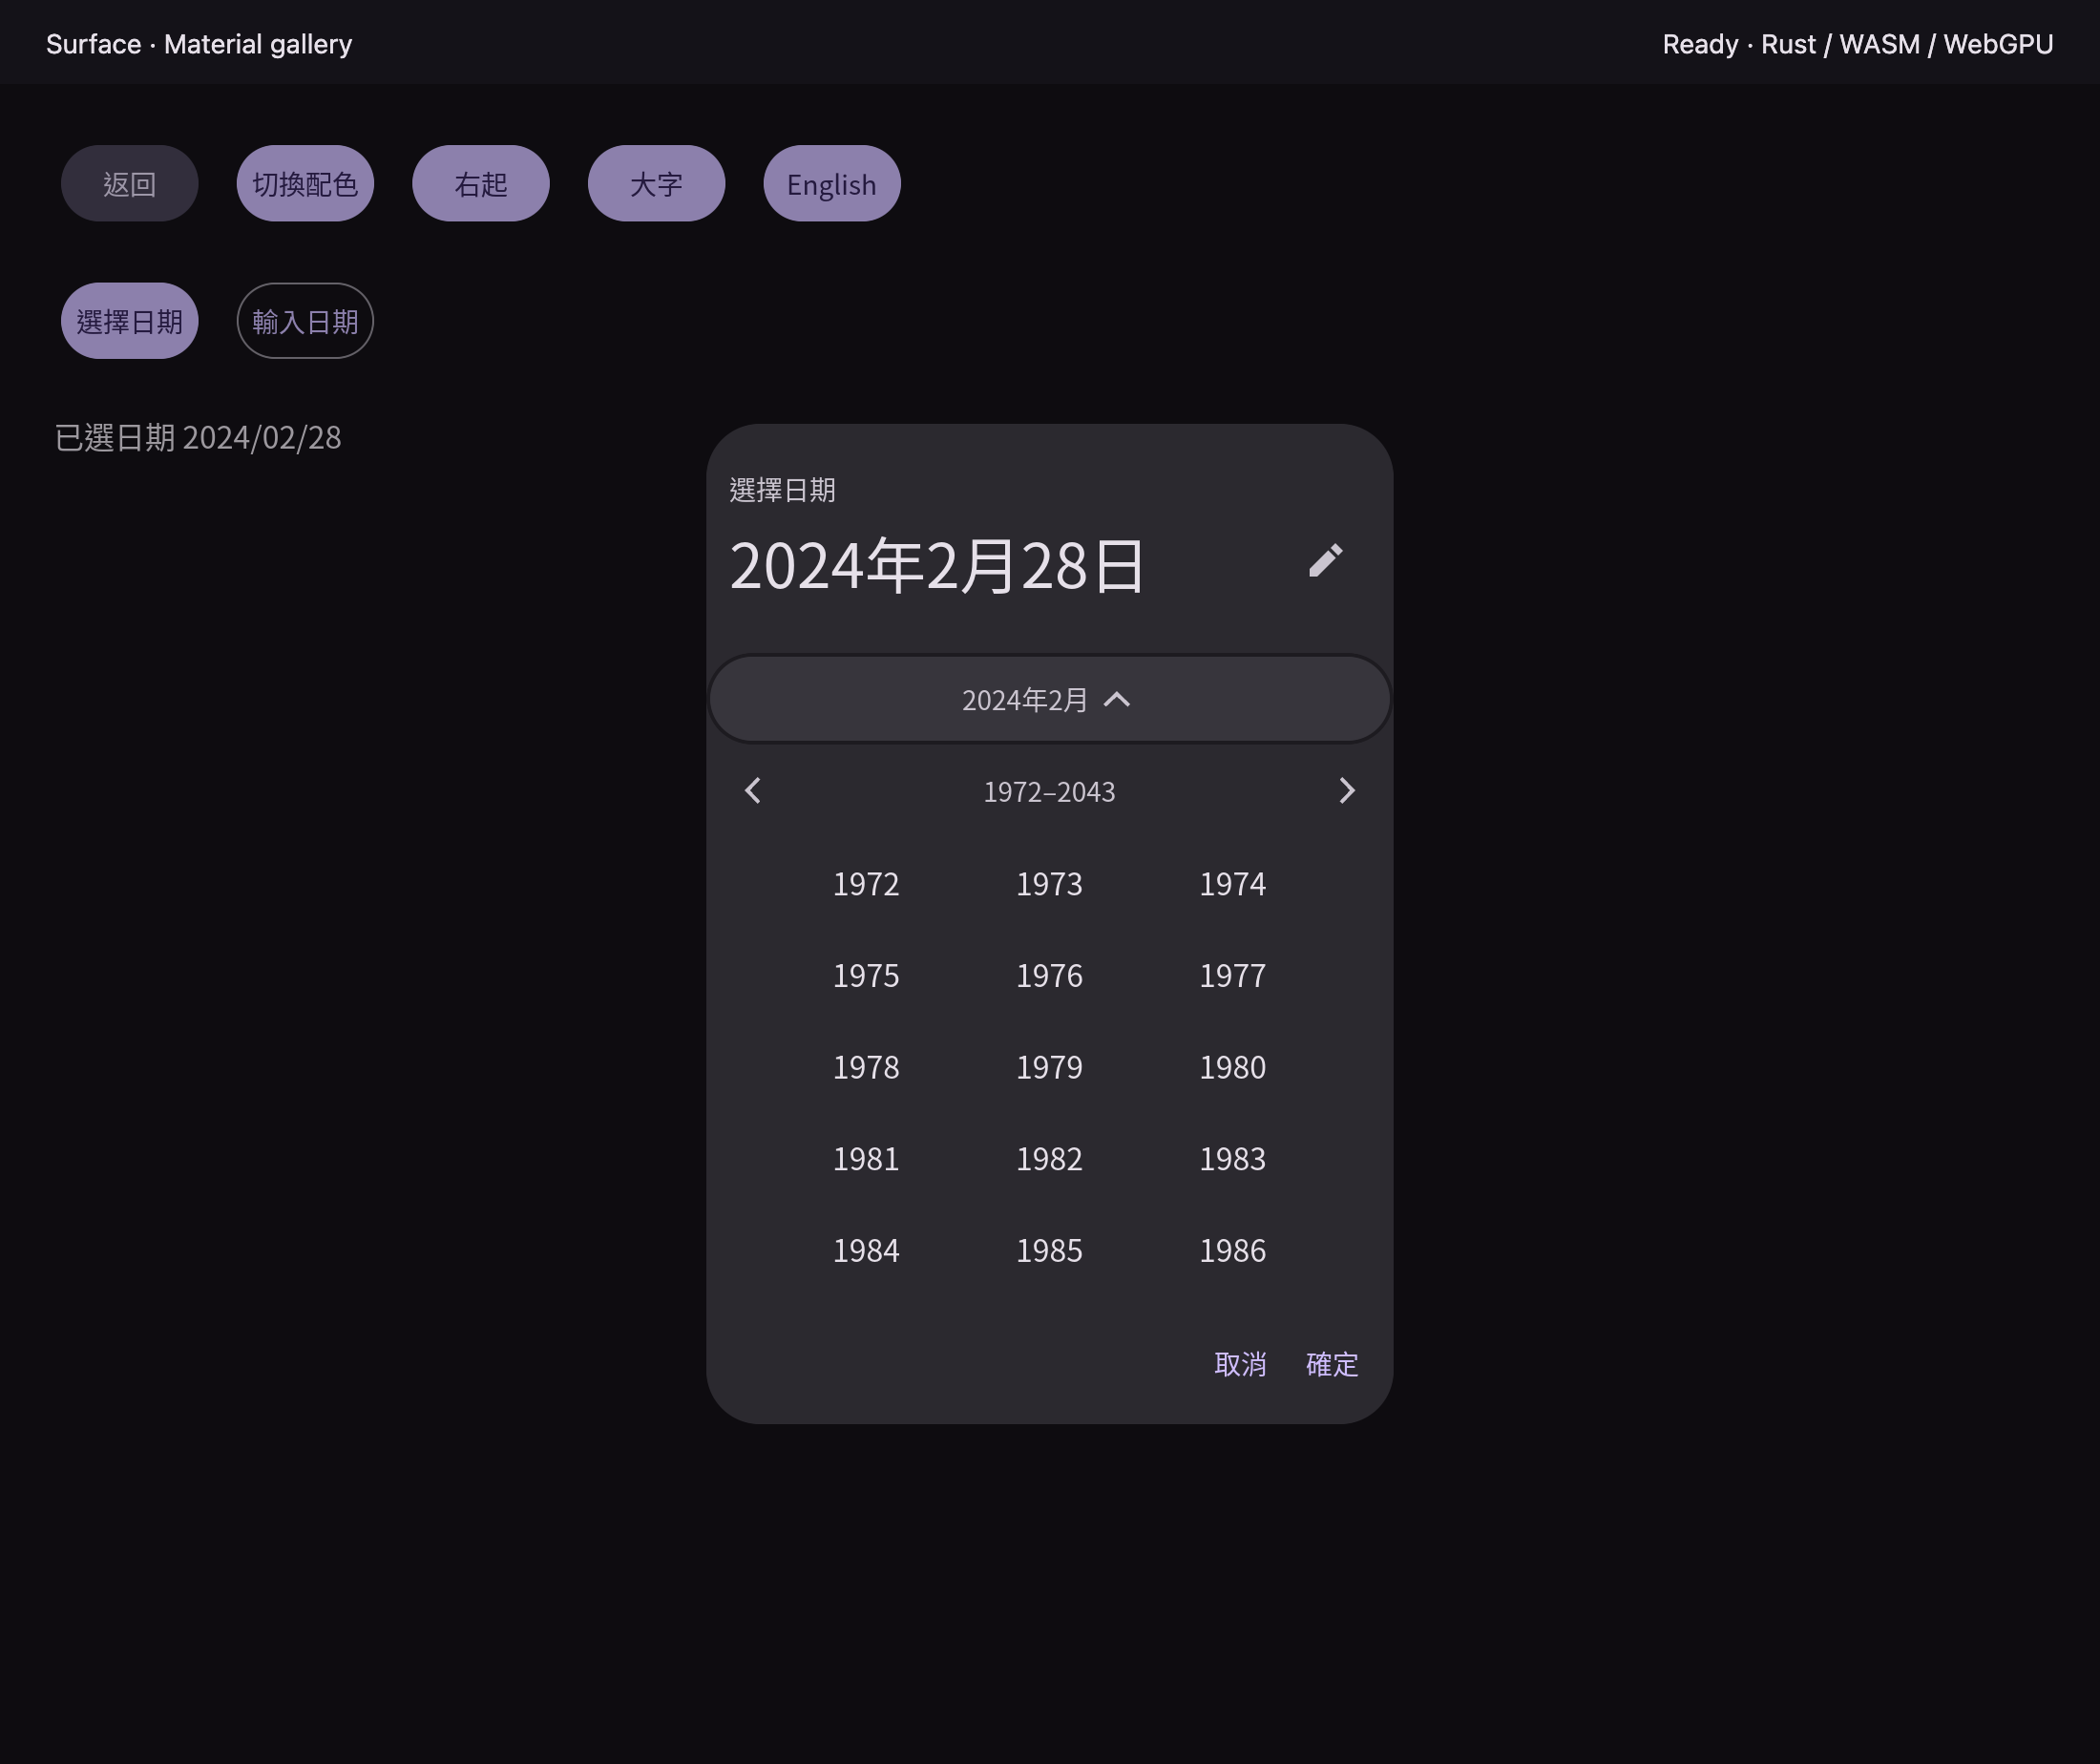 Surface · Material gallery
Ready · Rust / WASM / WebGPU
返回 切換配色 右起 大字 English
選擇日期 輸入日期
已選日期 2024/02/28
選擇日期
2024年2月28日
2024年2月
1972–2043
1972 1973 1974
1975 1976 1977
1978 1979 1980
1981 1982 1983
1984 1985 1986
取消 確定